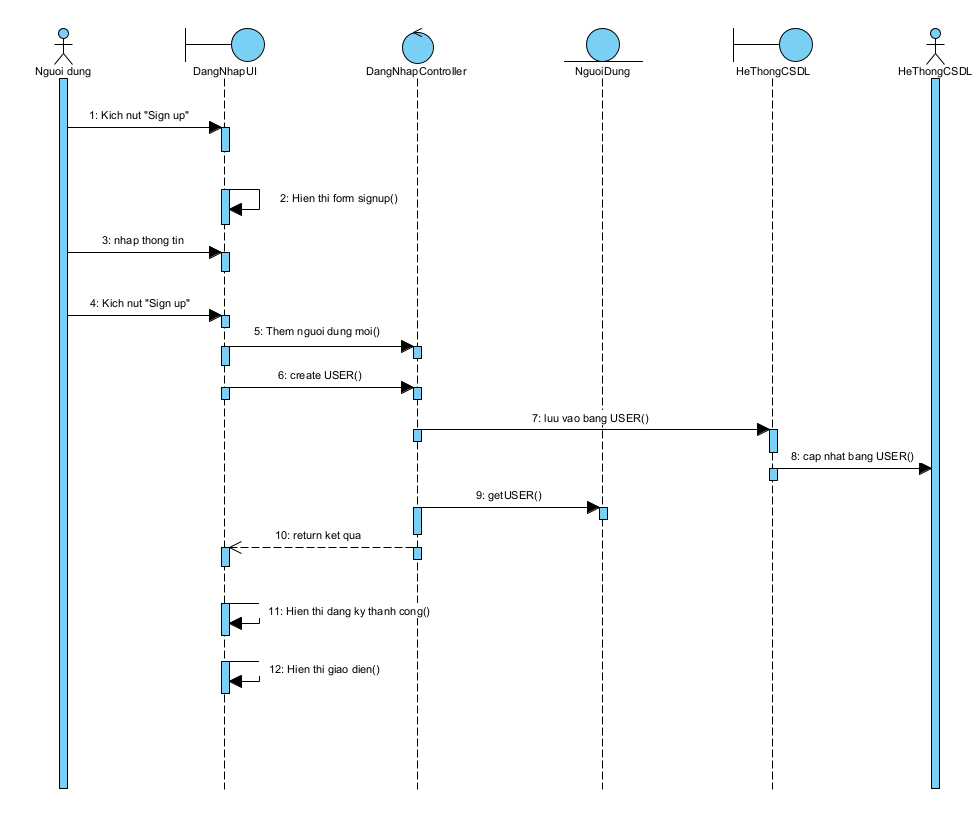 Nguoi dung
DangNhapUI
DangNhapController
NguoiDung
HeThongCSDL
HeThongCSDL
1: Kich nut "Sign up"
2: Hien thi form signup()
3: nhap thong tin
4: Kich nut "Sign up"
5: Them nguoi dung moi()
6: create USER()
7: luu vao bang USER()
8: cap nhat bang USER()
9: getUSER()
10: return ket qua
11: Hien thi dang ky thanh cong()
12: Hien thi giao dien()